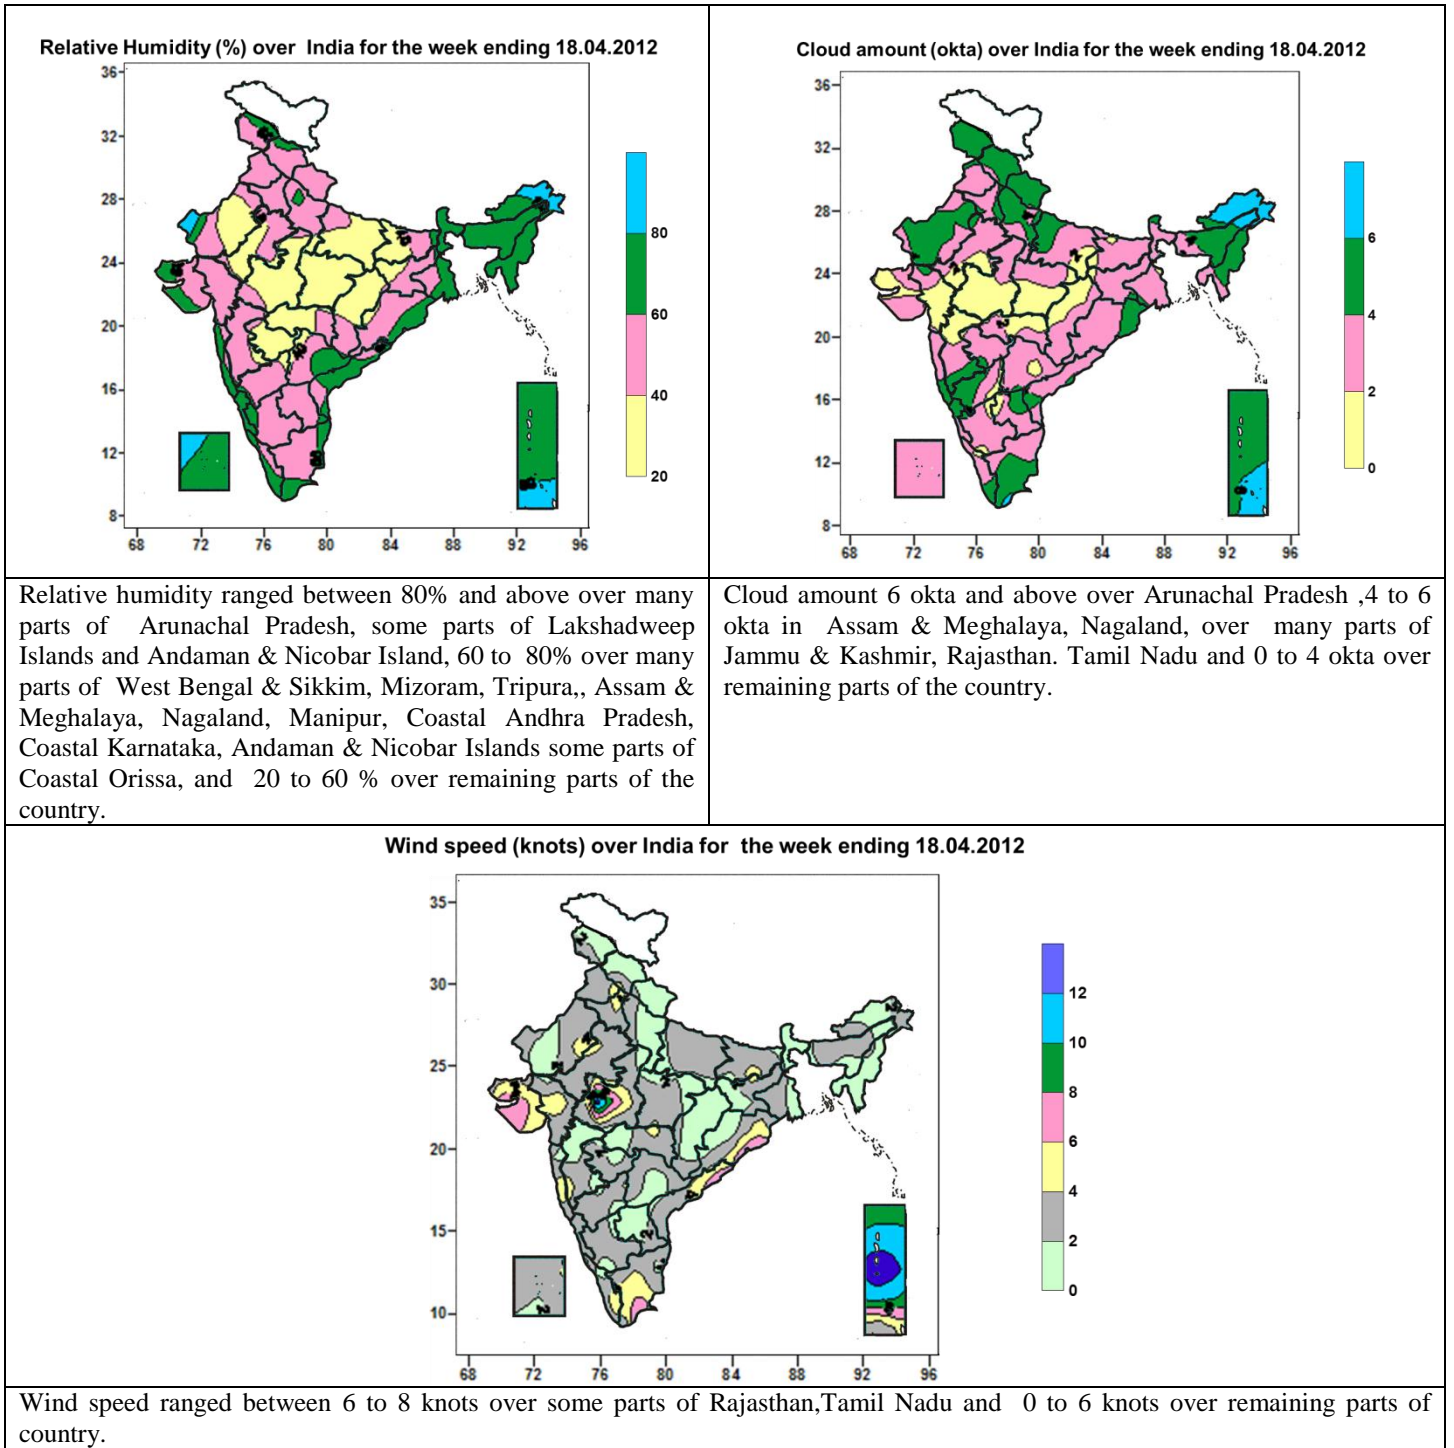 Relative Humidity (%) over India for the week ending 18.04.2012
36
32
28
24
20
16
12
8
68 72 76 80 84 88 92 96
80
60
40
20
Cloud amount (okta) over India for the week ending 18.04.2012
36
32
28
24
20
16
12
8
68 72 76 80 84 88 92 96
6
4
2
0
Relative humidity ranged between 80% and above over many
parts of Arunachal Pradesh, some parts of Lakshadweep
Islands and Andaman & Nicobar Island, 60 to 80% over many
parts of West Bengal & Sikkim, Mizoram, Tripura,, Assam &
Meghalaya, Nagaland, Manipur, Coastal Andhra Pradesh,
Coastal Karnataka, Andaman & Nicobar Islands some parts of
Coastal Orissa, and 20 to 60 % over remaining parts of the
country.
Cloud amount 6 okta and above over Arunachal Pradesh ,4 to 6
okta in Assam & Meghalaya, Nagaland, over many parts of
Jammu & Kashmir, Rajasthan. Tamil Nadu and 0 to 4 okta over
remaining parts of the country.
Wind speed (knots) over India for the week ending 18.04.2012
35
30
25
20
15
10
68 72 76 80 84 88 92 96
12
10
8
6
4
2
0
Wind speed ranged between 6 to 8 knots over some parts of Rajasthan,Tamil Nadu and 0 to 6 knots over remaining parts of
country.